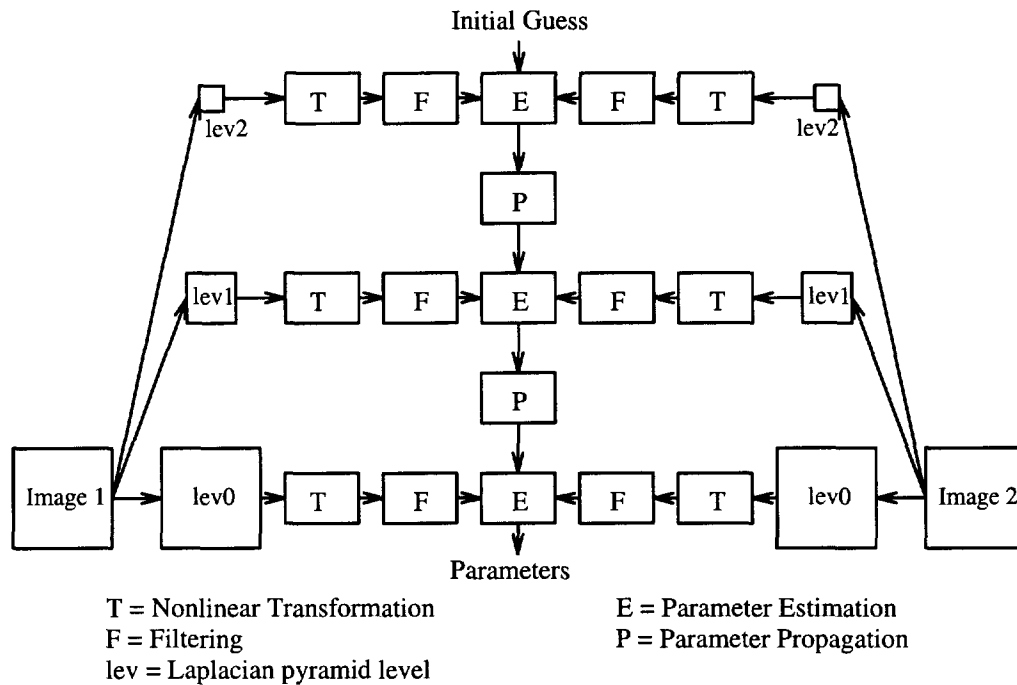 Initial Guess
T F E F T
lev2 lev2
P
lev1 T F E F T lev1
P
Image 1 lev0 T F E F T lev0 Image 2
Parameters
T = Nonlinear Transformation E = Parameter Estimation
F = Filtering P = Parameter Propagation
lev = Laplacian pyramid level